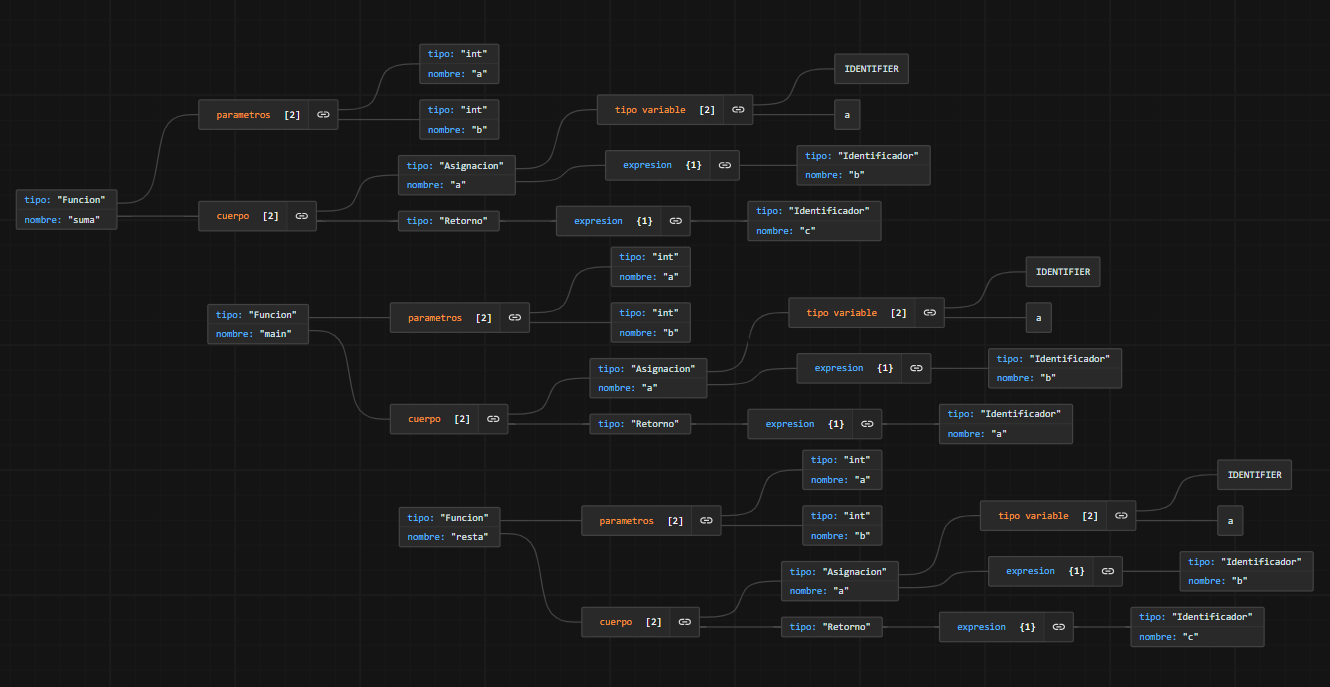 tipo: "int"
nombre: "a"
IDENTIFIER
parametros [2]
tipo: "int"
nombre: "b"
tipo variable [2]
a
tipo: "Asignacion"
nombre: "a"
expresion {1}
tipo: "Identificador"
nombre: "b"
tipo: "Funcion"
nombre: "suma"
cuerpo [2]
tipo: "Retorno"
expresion {1}
tipo: "Identificador"
nombre: "c"
tipo: "int"
nombre: "a"
IDENTIFIER
tipo: "Funcion"
nombre: "main"
parametros [2]
tipo: "int"
nombre: "b"
tipo variable [2]
a
tipo: "Asignacion"
nombre: "a"
expresion {1}
tipo: "Identificador"
nombre: "b"
cuerpo [2]
tipo: "Retorno"
expresion {1}
tipo: "Identificador"
nombre: "a"
tipo: "int"
nombre: "a"
IDENTIFIER
tipo: "Funcion"
nombre: "resta"
parametros [2]
tipo: "int"
nombre: "b"
tipo variable [2]
a
tipo: "Asignacion"
nombre: "a"
expresion {1}
tipo: "Identificador"
nombre: "b"
cuerpo [2]
tipo: "Retorno"
expresion {1}
tipo: "Identificador"
nombre: "c"